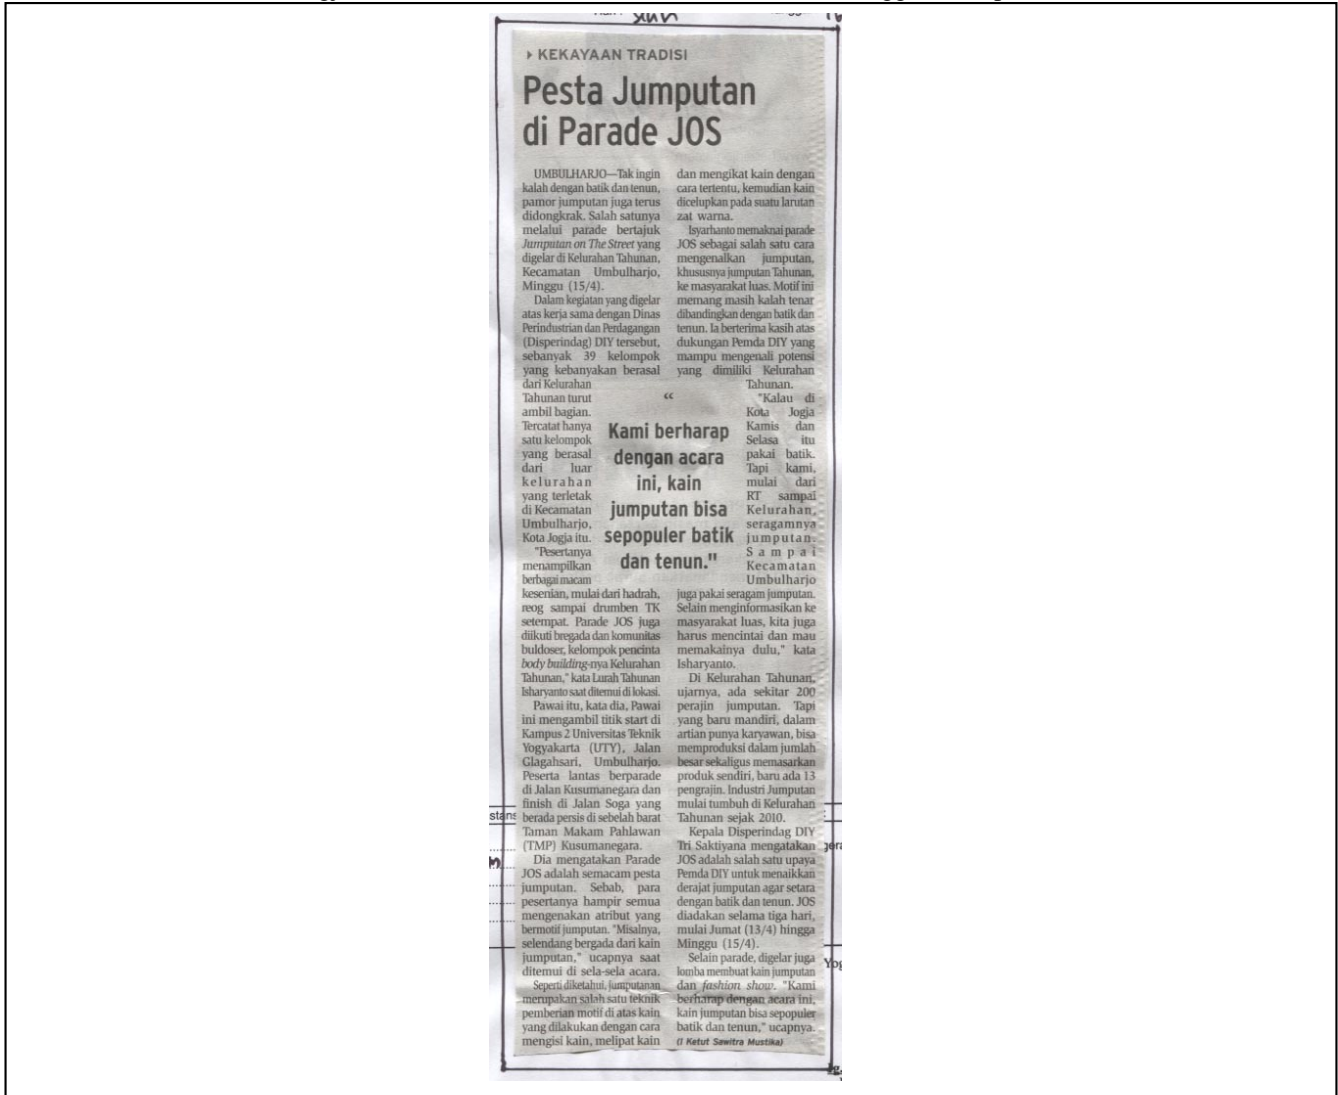 ▸ KEKAYAAN TRADISI
Pesta Jumputan
di Parade JOS
UMBULHARJO—Tak ingin
kalah dengan batik dan tenun,
pamor jumputan juga terus
didongkrak. Salah satunya
melalui parade bertajuk
Jumputan on The Street yang
digelar di Kelurahan Tahunan,
Kecamatan Umbulharjo,
Minggu (15/4).
Dalam kegiatan yang digelar
atas kerja sama dengan Dinas
Perindustrian dan Perdagangan
(Disperindag) DIY tersebut,
sebanyak 39 kelompok
yang kebanyakan berasal
dari Kelurahan
Tahunan turut
ambil bagian.
Tercatat hanya
satu kelompok
yang berasal
dari luar
kelurahan
yang terletak
di Kecamatan
Umbulharjo,
Kota Jogja itu.
"Pesertanya
menampilkan
berbagai macam
kesenian, mulai dari hadrah,
reog sampai drumben TK
setempat. Parade JOS juga
diikuti bregada dan komunitas
buldoser, kelompok pencinta
body building-nya Kelurahan
Tahunan," kata Lurah Tahunan
Isharyanto saat ditemui di lokasi.
Pawai itu, kata dia, Pawai
ini mengambil titik start di
Kampus 2 Universitas Teknik
Yogyakarta (UTY), Jalan
Glagahsari, Umbulharjo.
Peserta lantas berparade
di Jalan Kusumanegara dan
finish di Jalan Soga yang
berada persis di sebelah barat
Taman Makam Pahlawan
(TMP) Kusumanegara.
Dia mengatakan Parade
JOS adalah semacam pesta
jumputan. Sebab, para
pesertanya hampir semua
mengenakan atribut yang
bermotif jumputan. "Misalnya,
selendang bergada dari kain
jumputan," ucapnya saat
ditemui di sela-sela acara.
Seperti diketahui, jumputanan
merupakan salah satu teknik
pemberian motif di atas kain
yang dilakukan dengan cara
mengisi kain, melipat kain
“
Kami berharap
dengan acara
ini, kain
jumputan bisa
sepopuler batik
dan tenun."
dan mengikat kain dengan
cara tertentu, kemudian kain
dicelupkan pada suatu larutan
zat warna.
Isyarhanto memaknai parade
JOS sebagai salah satu cara
mengenalkan jumputan,
khususnya jumputan Tahunan,
ke masyarakat luas. Motif ini
memang masih kalah tenar
dibandingkan dengan batik dan
tenun. Ia berterima kasih atas
dukungan Pemda DIY yang
mampu mengenali potensi
yang dimiliki Kelurahan
Tahunan.
"Kalau di
Kota Jogja
Kamis dan
Selasa itu
pakai batik.
Tapi kami,
mulai dari
RT sampai
Kelurahan,
seragamnya
jumputan.
Sampai
Kecamatan
Umbulharjo
juga pakai seragam jumputan.
Selain menginformasikan ke
masyarakat luas, kita juga
harus mencintai dan mau
memakainya dulu," kata
Isharyanto.
Di Kelurahan Tahunan,
ujarnya, ada sekitar 200
perajin jumputan. Tapi
yang baru mandiri, dalam
artian punya karyawan, bisa
memproduksi dalam jumlah
besar sekaligus memasarkan
produk sendiri, baru ada 13
pengrajin. Industri Jumputan
mulai tumbuh di Kelurahan
Tahunan sejak 2010.
Kepala Disperindag DIY
Tri Saktiyana mengatakan
JOS adalah salah satu upaya
Pemda DIY untuk menaikkan
derajat jumputan agar setara
dengan batik dan tenun. JOS
diadakan selama tiga hari,
mulai Jumat (13/4) hingga
Minggu (15/4).
Selain parade, digelar juga
lomba membuat kain jumputan
dan fashion show. "Kami
berharap dengan acara ini,
kain jumputan bisa sepopuler
batik dan tenun," ucapnya.
(I Ketut Sawitra Mustika)